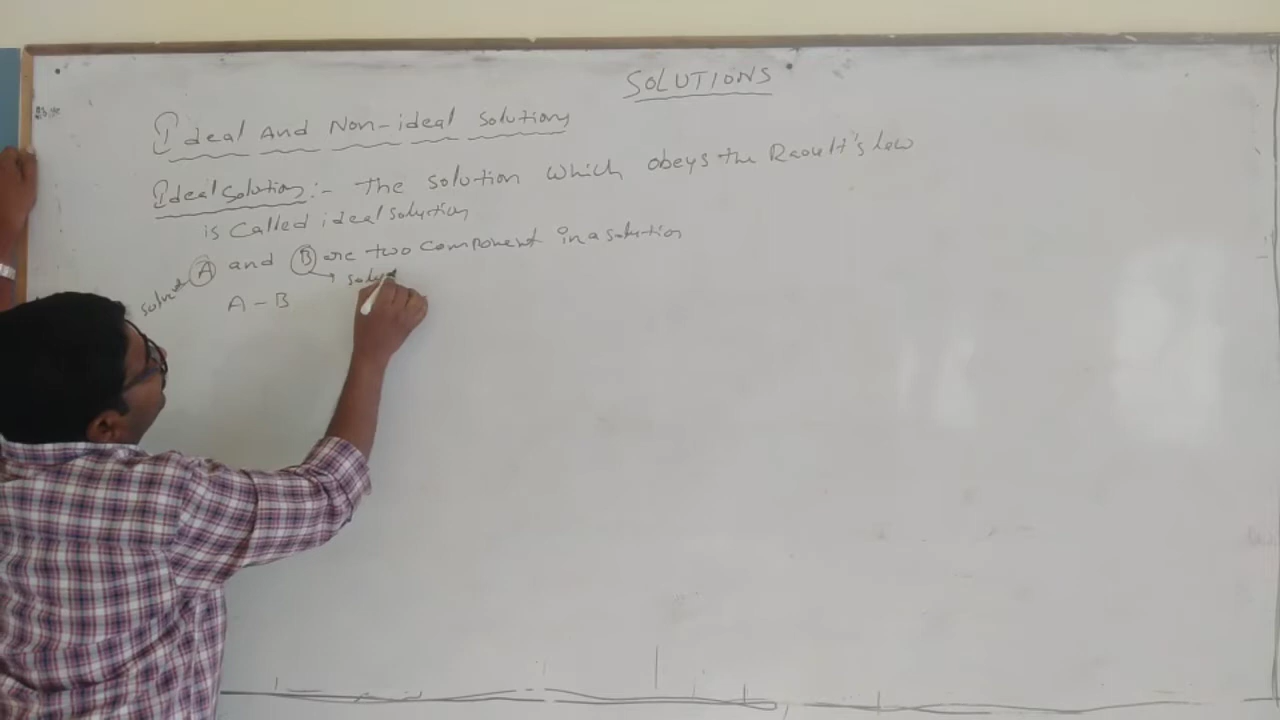 SOLUTIONS
Ideal And Non-ideal Solutions
Ideal Solution :- The solution which obeys the Raoult's law
is Called ideal solution
A and B are two component in a solution
solu
A - B